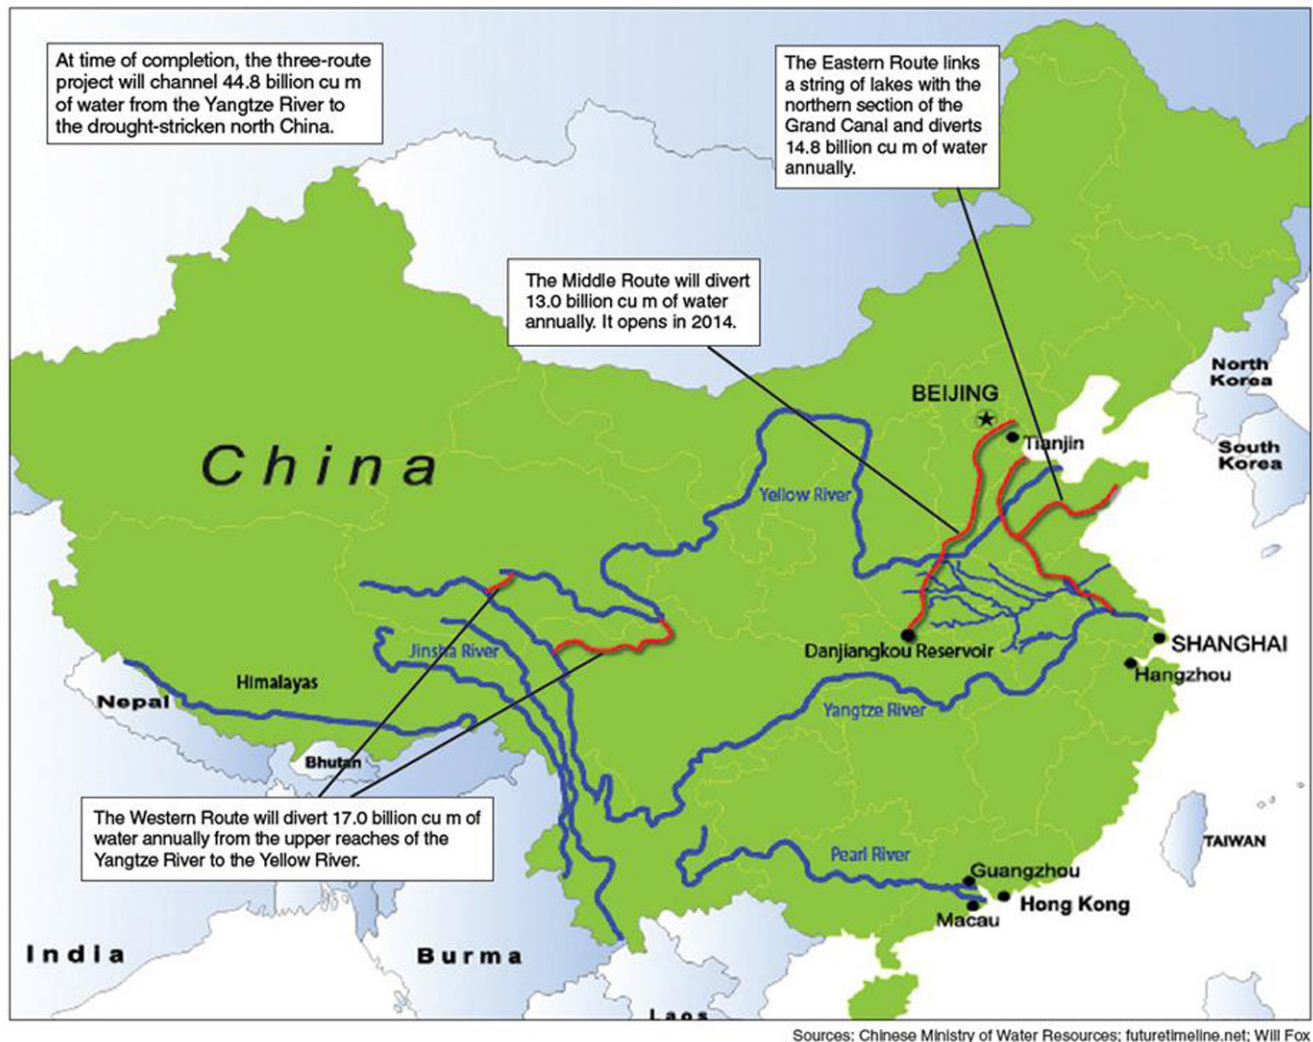 At time of completion, the three-route
project will channel 44.8 billion cu m
of water from the Yangtze River to
the drought-stricken north China.
The Eastern Route links
a string of lakes with the
northern section of the
Grand Canal and diverts
14.8 billion cu m of water
annually.
The Middle Route will divert
13.0 billion cu m of water
annually. It opens in 2014.
North
Korea
BEIJING
Tianjin
South
Korea
China
Yellow River
Jinsha River
Danjiangkou Reservoir
SHANGHAI
Hangzhou
Himalayas
Nepal
Yangtze River
Bhutan
The Western Route will divert 17.0 billion cu m of
water annually from the upper reaches of the
Yangtze River to the Yellow River.
TAIWAN
Pearl River
Guangzhou
Hong Kong
Macau
India
Burma
Laos
Sources: Chinese Ministry of Water Resources; futuretimeline.net; Will Fox